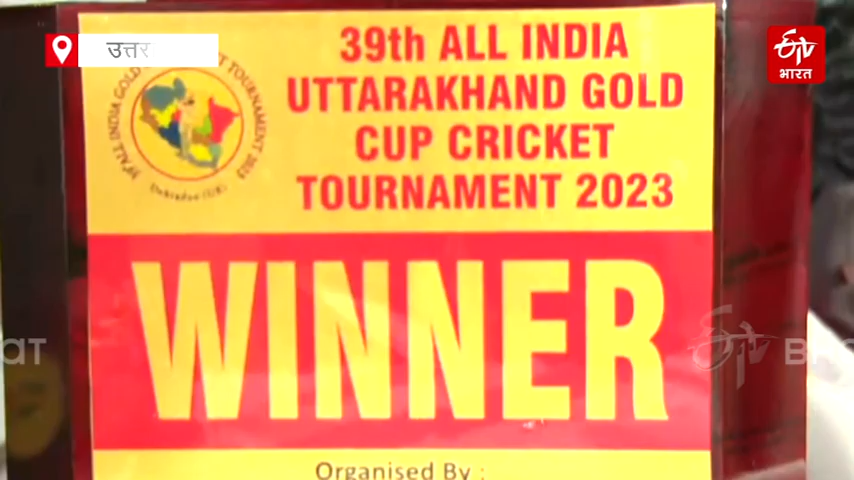 उत्तर
भारत
39th ALL INDIA
UTTARAKHAND GOLD
CUP CRICKET
TOURNAMENT 2023
WINNER
Organised By :